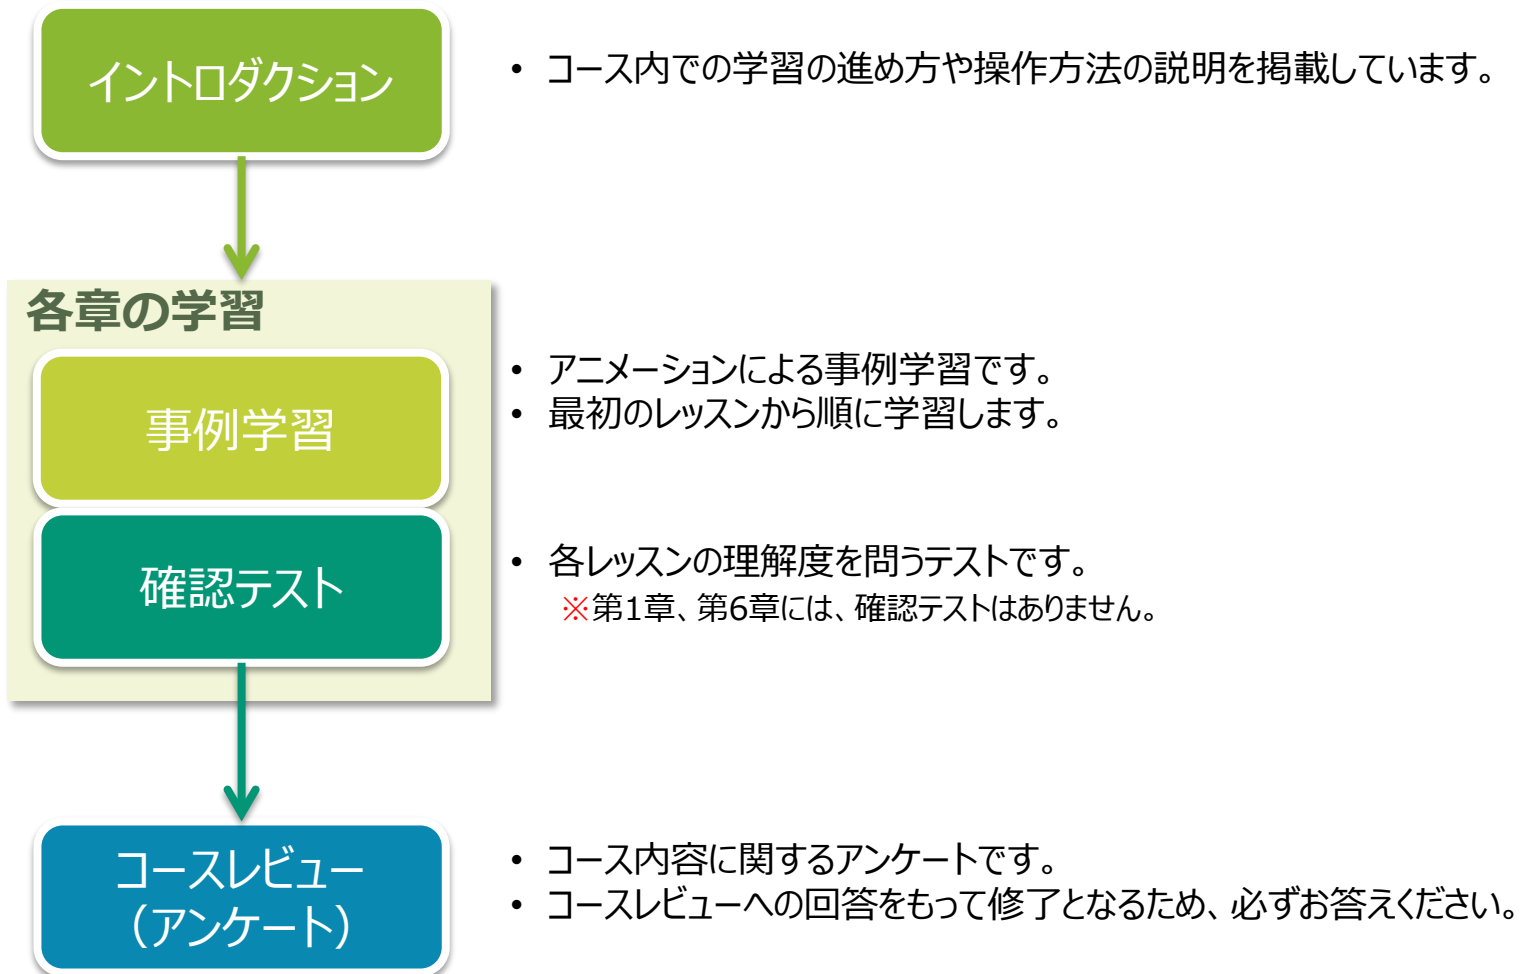 イントロダクション
• コース内での学習の進め方や操作方法の説明を掲載しています。
各章の学習
事例学習
• アニメーションによる事例学習です。
• 最初のレッスンから順に学習します。
確認テスト
• 各レッスンの理解度を問うテストです。
※第1章、第6章には、確認テストはありません。
コースレビュー
（アンケート）
• コース内容に関するアンケートです。
• コースレビューへの回答をもって修了となるため、必ずお答えください。